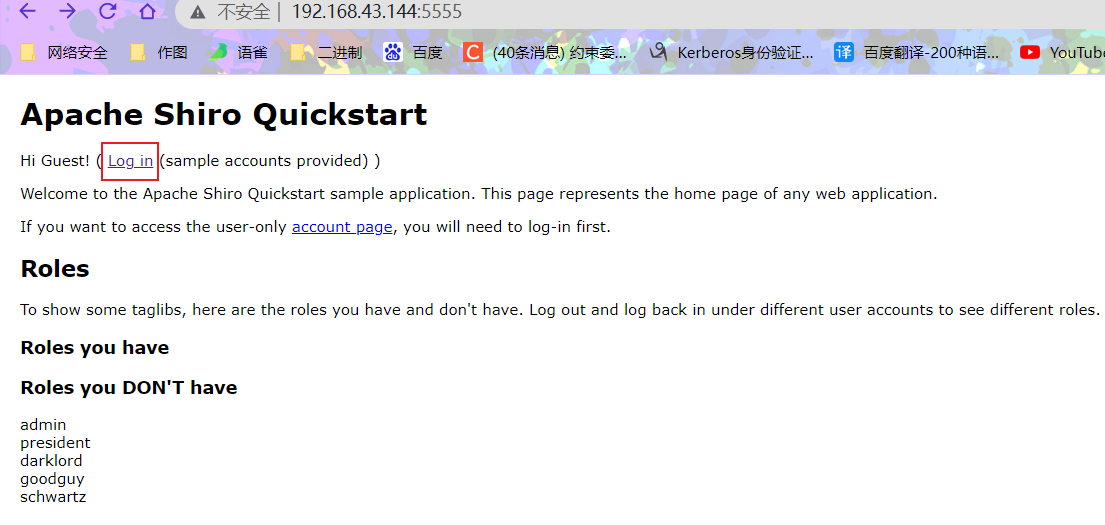 不安全 | 192.168.43.144:5555
网络安全 作图 语雀 二进制 百度 C (40条消息) 约束委... Kerberos身份验证... 译 百度翻译-200种语... YouTube
Apache Shiro Quickstart
Hi Guest! ( Log in (sample accounts provided) )
Welcome to the Apache Shiro Quickstart sample application. This page represents the home page of any web application.
If you want to access the user-only account page, you will need to log-in first.
Roles
To show some taglibs, here are the roles you have and don't have. Log out and log back in under different user accounts to see different roles.
Roles you have
Roles you DON'T have
admin
president
darklord
goodguy
schwartz